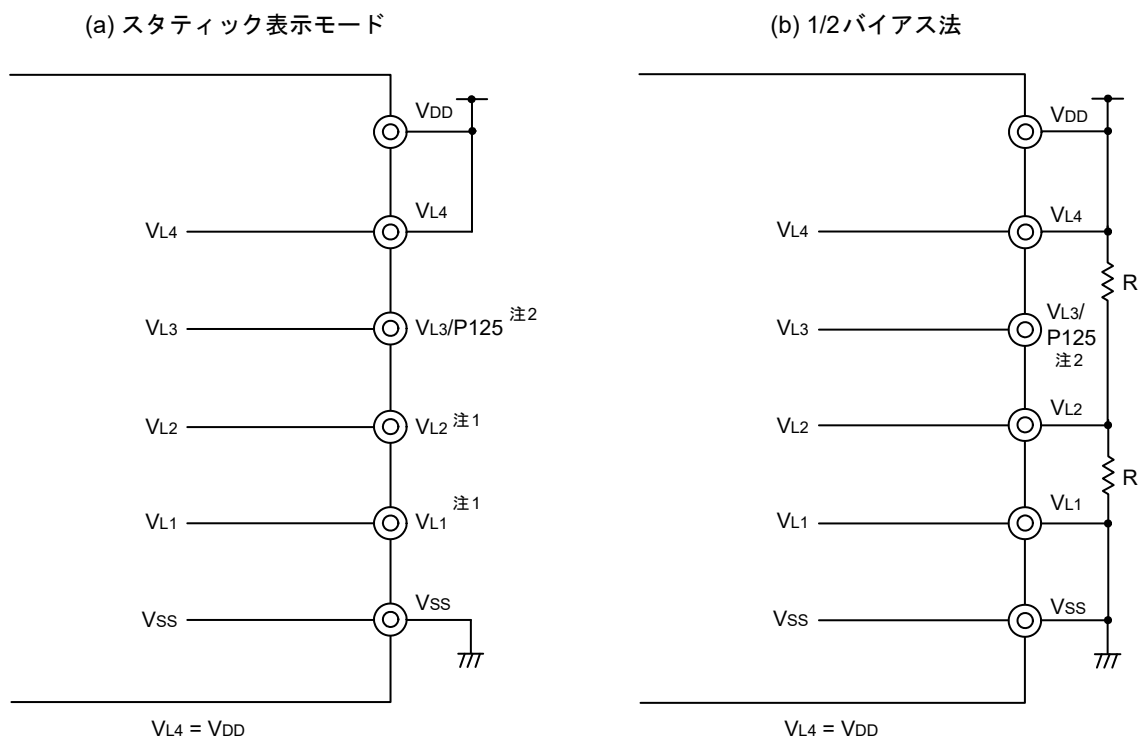 (a) スタティック表示モード
VDD
VL4
VL4
VL3
VL3/P125 注2
VL2
VL2 注1
VL1
VL1 注1
VSS
VSS
VL4 = VDD
(b) 1/2バイアス法
VDD
VL4
VL4
R
VL3
VL3/
P125
注2
VL2
VL2
R
VL1
VL1
VSS
VSS
VL4 = VDD